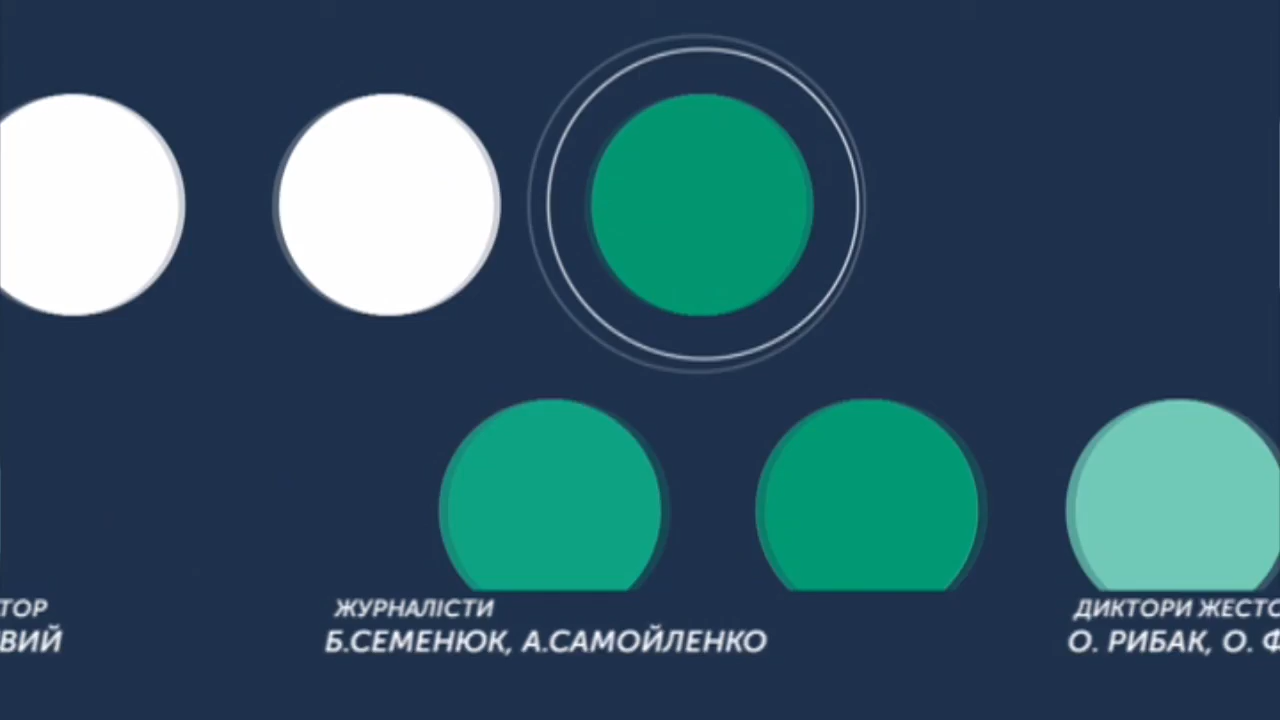 ТОР
ВИЙ
ЖУРНАЛІСТИ
Б.СЕМЕНЮК, А.САМОЙЛЕНКО
ДИКТОРИ ЖЕСТО
О. РИБАК, О. Ф